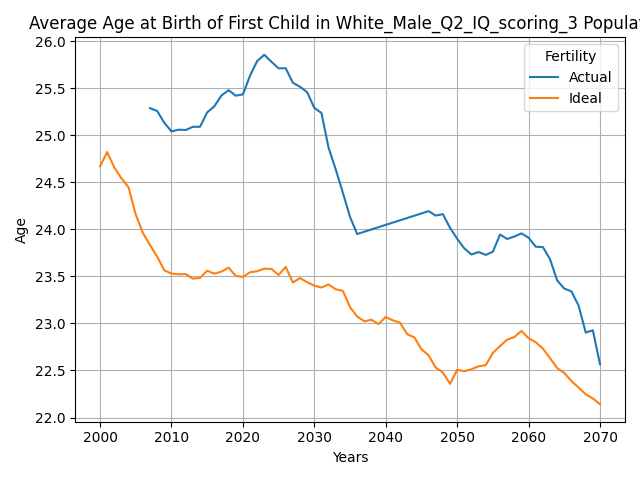 Average Age at Birth of First Child in White_Male_Q2_IQ_scoring_3 Populat
26.0
25.5
25.0
24.5
24.0
23.5
23.0
22.5
22.0
Age
Fertility
Actual
Ideal
2000 2010 2020 2030 2040 2050 2060 2070
Years